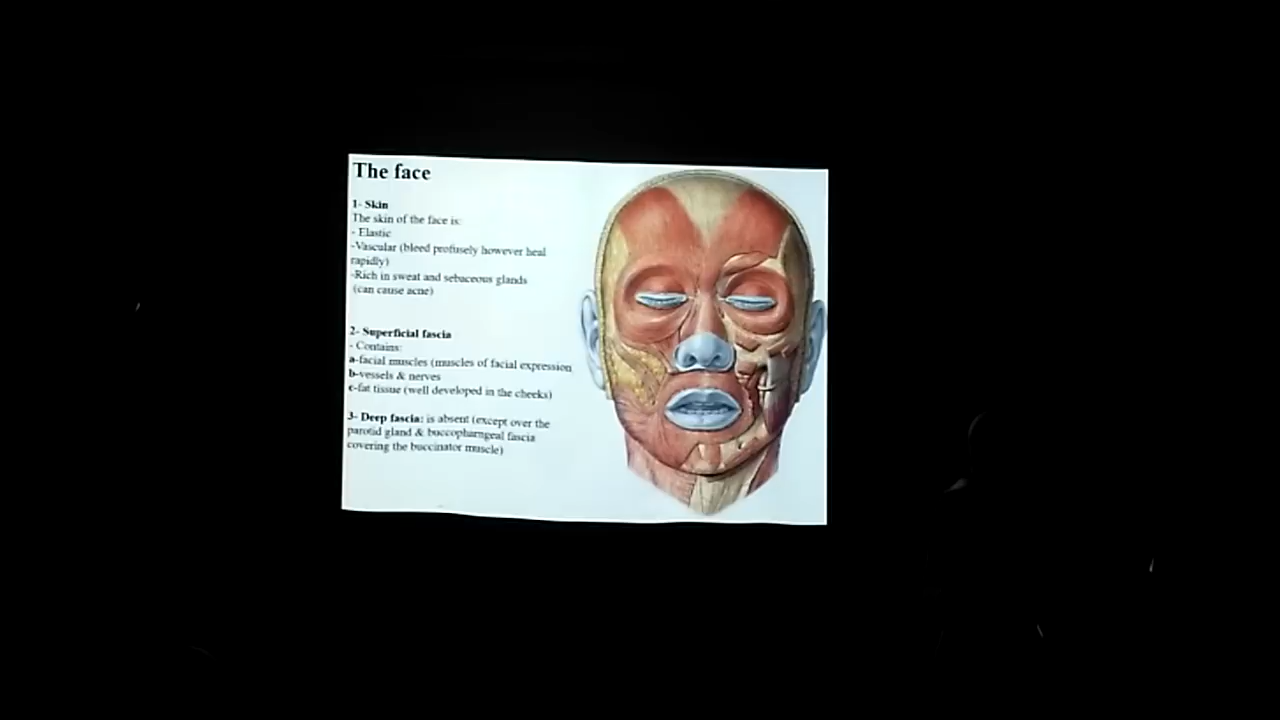 The face
1- Skin
The skin of the face is:
- Elastic
-Vascular (bleed profusely however heal
rapidly)
-Rich in sweat and sebaceous glands
(can cause acne)
2- Superficial fascia
- Contains:
a-facial muscles (muscles of facial expression
b-vessels & nerves
c-fat tissue (well developed in the cheeks)
3- Deep fascia: is absent (except over the
parotid gland & buccopharngeal fascia
covering the buccinator muscle)